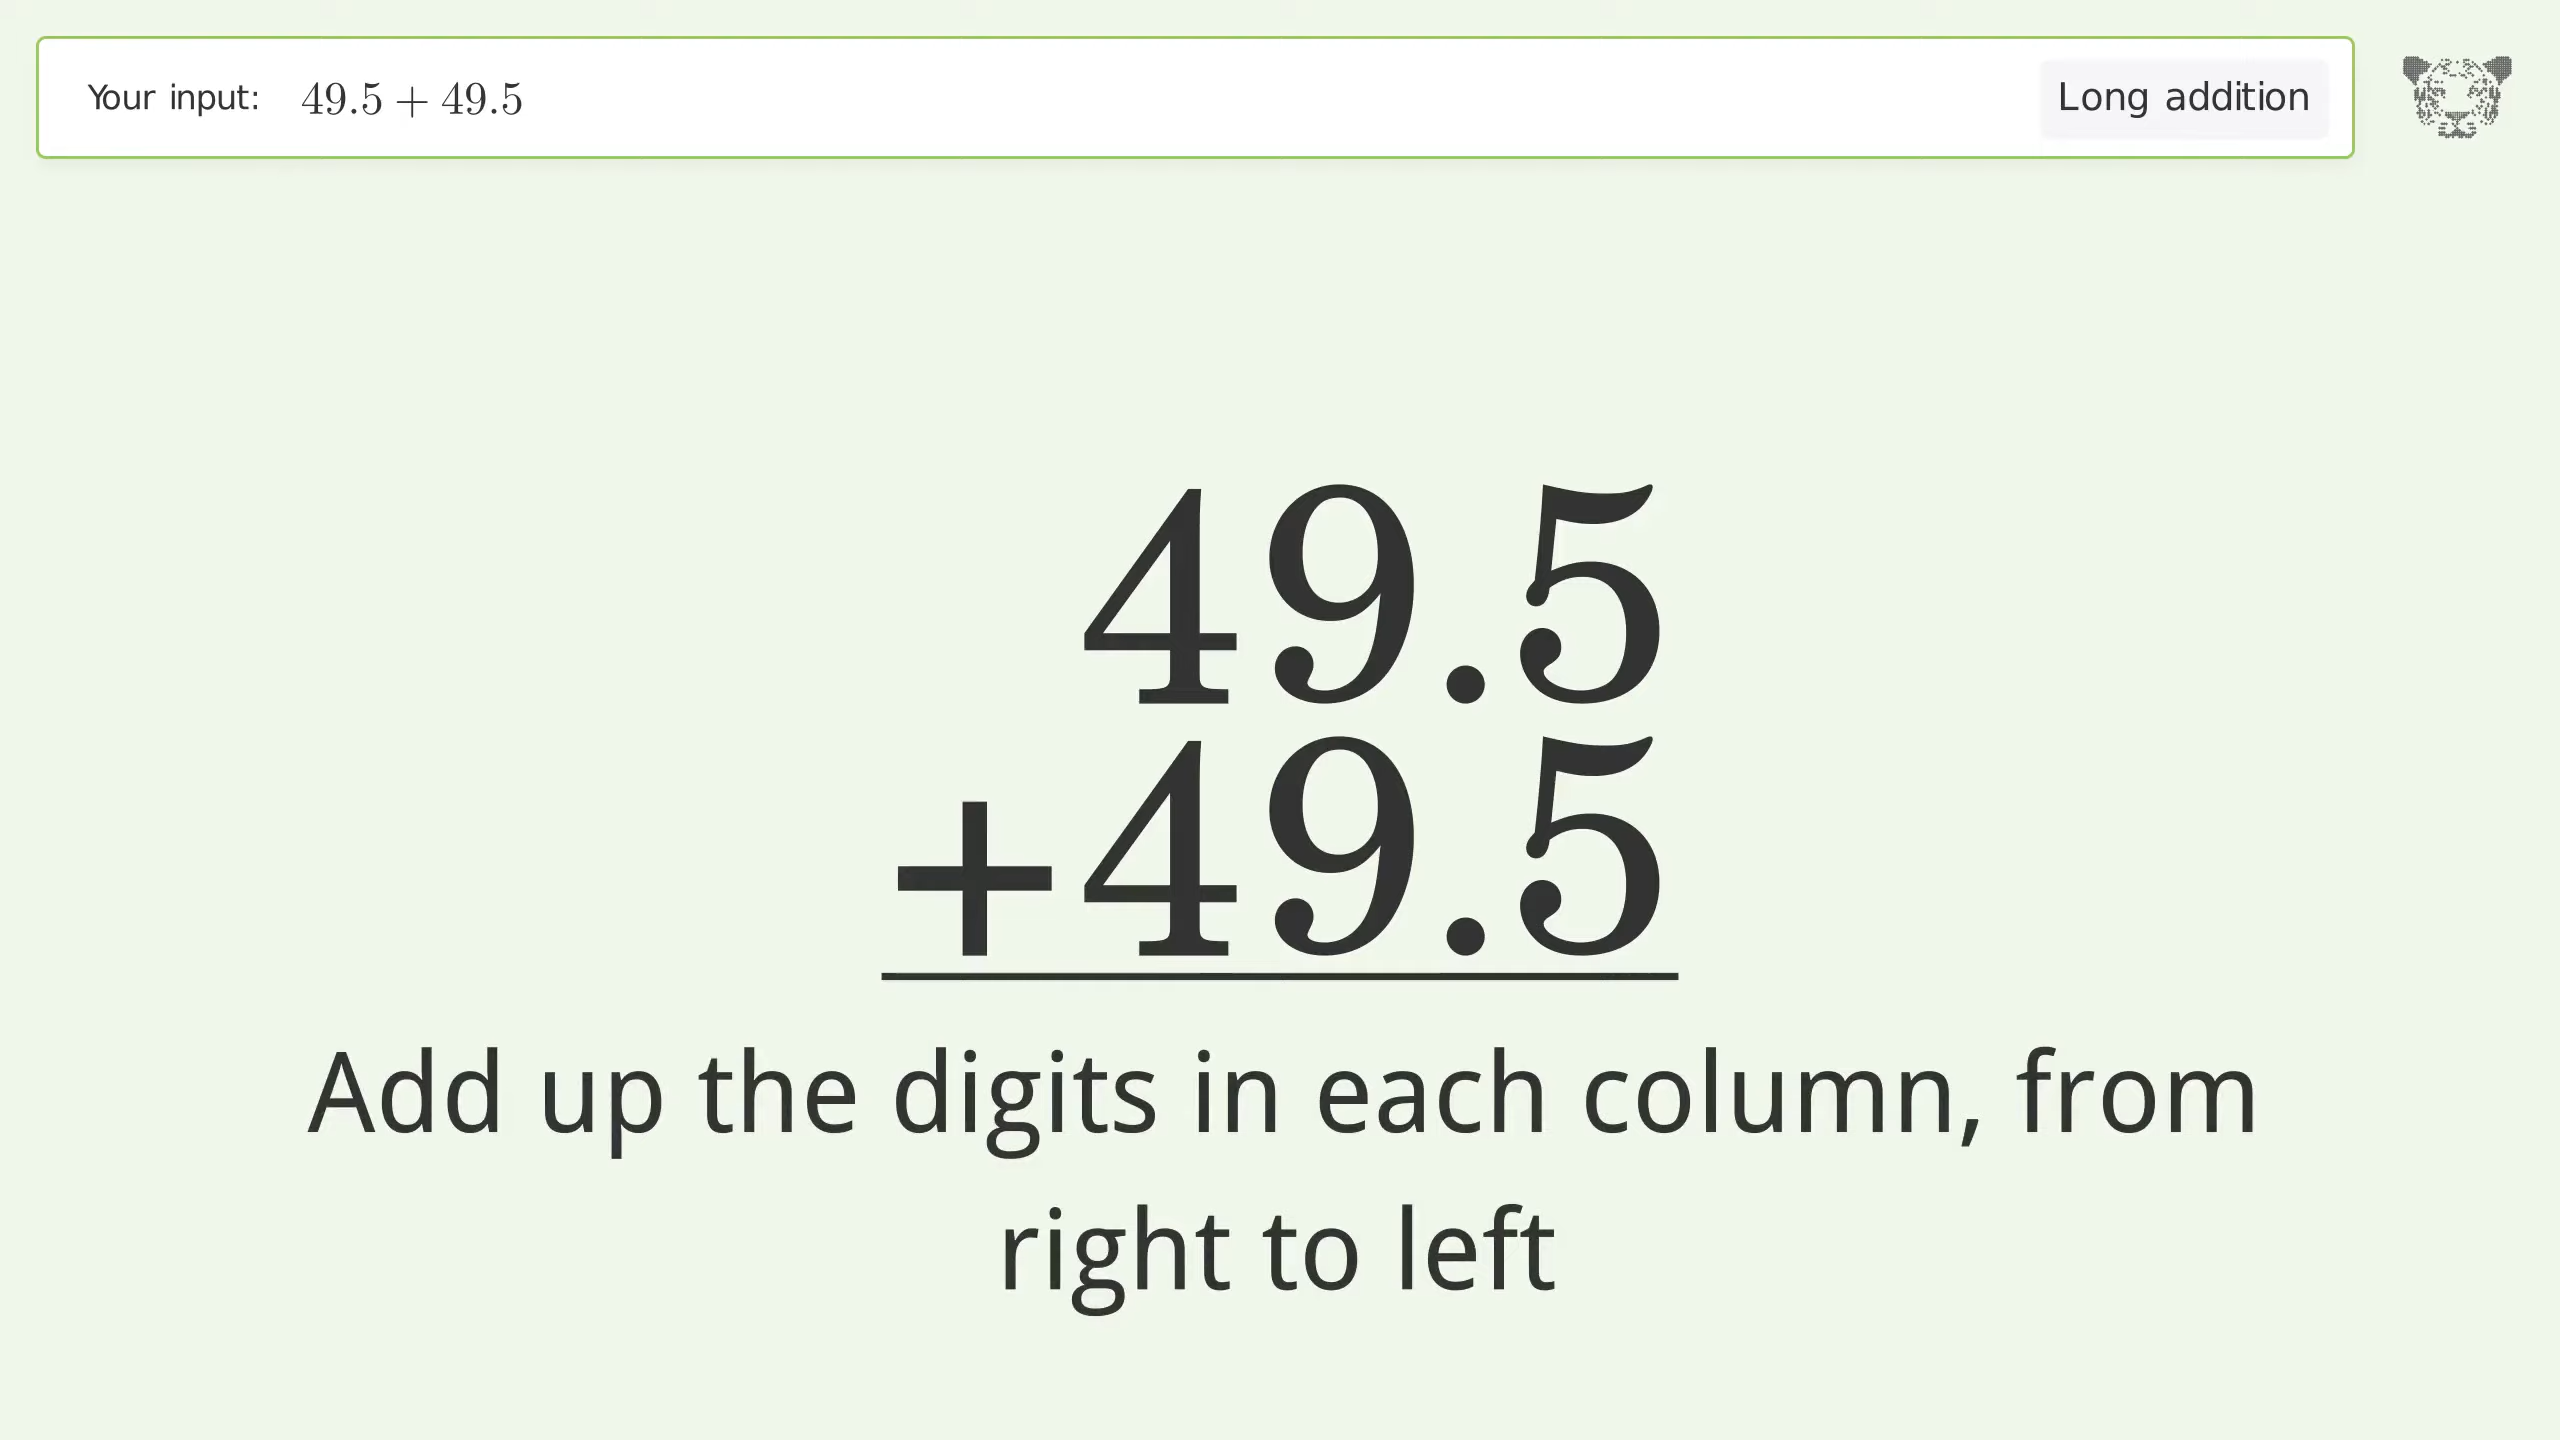 Your input: 49.5 + 49.5
Long addition
49.5
+49.5
Add up the digits in each column, from
right to left